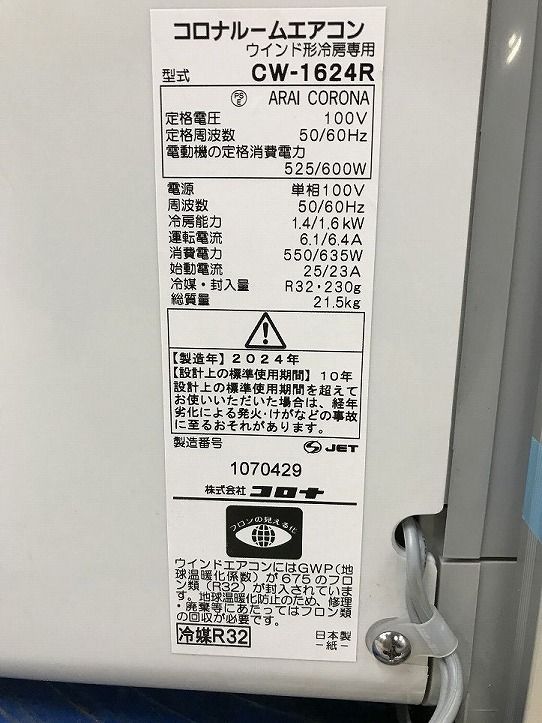 コロナルームエアコン
ウインド形冷房専用
型式 CW-1624R
PS E ARAI CORONA
定格電圧 100V
定格周波数 50/60Hz
電動機の定格消費電力
525/600W
電源 単相100V
周波数 50/60Hz
冷房能力 1.4/1.6kW
運転電流 6.1/6.4A
消費電力 550/635W
始動電流 25/23A
冷媒・封入量 R32・230g
総質量 21.5kg
【製造年】2024年
【設計上の標準使用期間】10年
設計上の標準使用期間を超えて
お使いいただいた場合は、経年
劣化による発火・けがなどの事故
に至るおそれがあります。
製造番号 JET
1070429
株式会社 コロナ
フロンの見える化
ウインドエアコンにはGWP(地
球温暖化係数)が675のフロ
ン類(R32)が封入されていま
す。地球温暖化防止のため、修理
・廃棄等にあたってはフロン類
の回収が必要です。
冷媒R32 日本製
－紙－